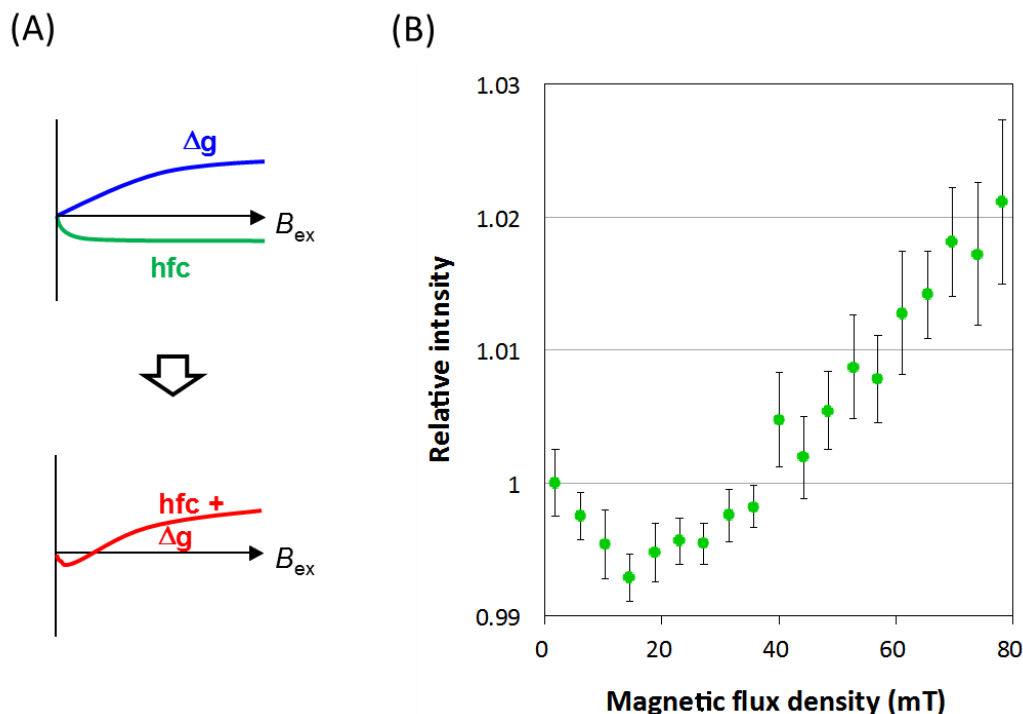 (A)
Δg
Bex
hfc
hfc +
Δg
Bex
(B)
Relative intnsity
1.03
1.02
1.01
1
0.99
0
20
40
60
80
Magnetic flux density (mT)